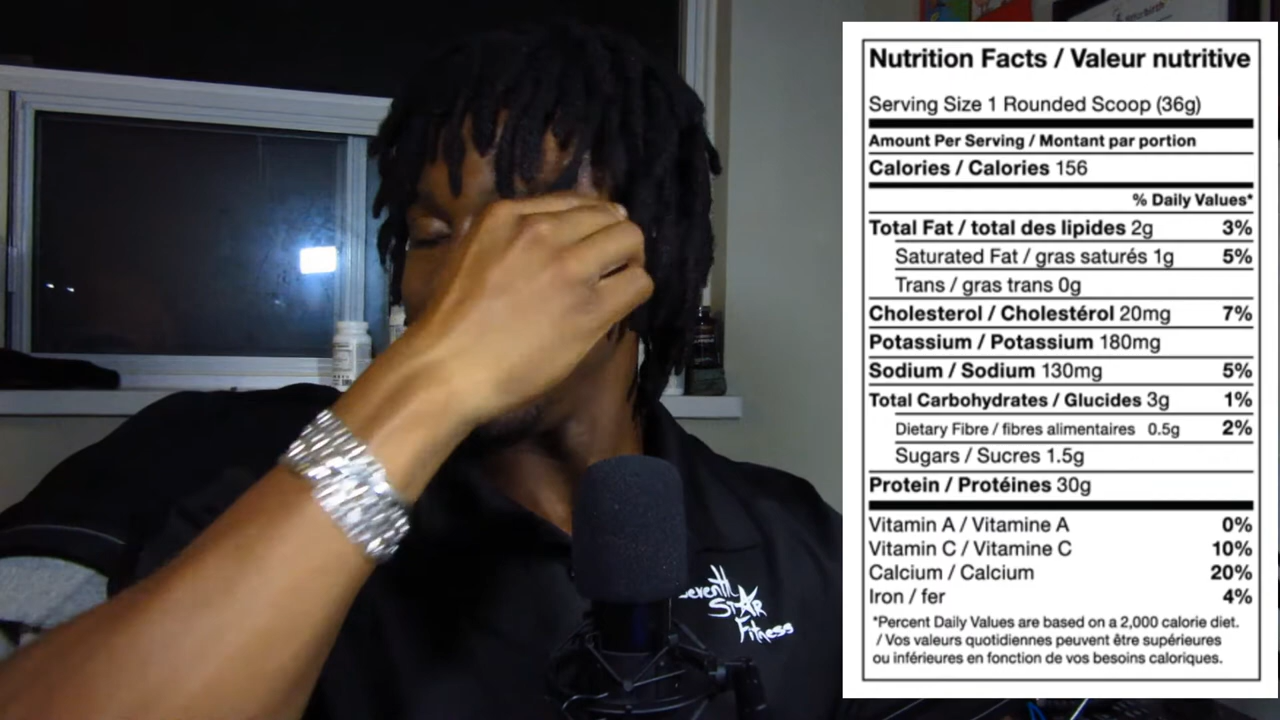 Nutrition Facts / Valeur nutritive
Serving Size 1 Rounded Scoop (36g)
Amount Per Serving / Montant par portion
Calories / Calories 156
% Daily Values*
Total Fat / total des lipides 2g 3%
Saturated Fat / gras saturés 1g 5%
Trans / gras trans 0g
Cholesterol / Cholestérol 20mg 7%
Potassium / Potassium 180mg
Sodium / Sodium 130mg 5%
Total Carbohydrates / Glucides 3g 1%
Dietary Fibre / fibres alimentaires 0.5g 2%
Sugars / Sucres 1.5g
Protein / Protéines 30g
Vitamin A / Vitamine A 0%
Vitamin C / Vitamine C 10%
Calcium / Calcium 20%
Iron / fer 4%
*Percent Daily Values are based on a 2,000 calorie diet.
/ Vos valeurs quotidiennes peuvent être supérieures
ou inférieures en fonction de vos besoins caloriques.
Seventh
STAR
Fitness